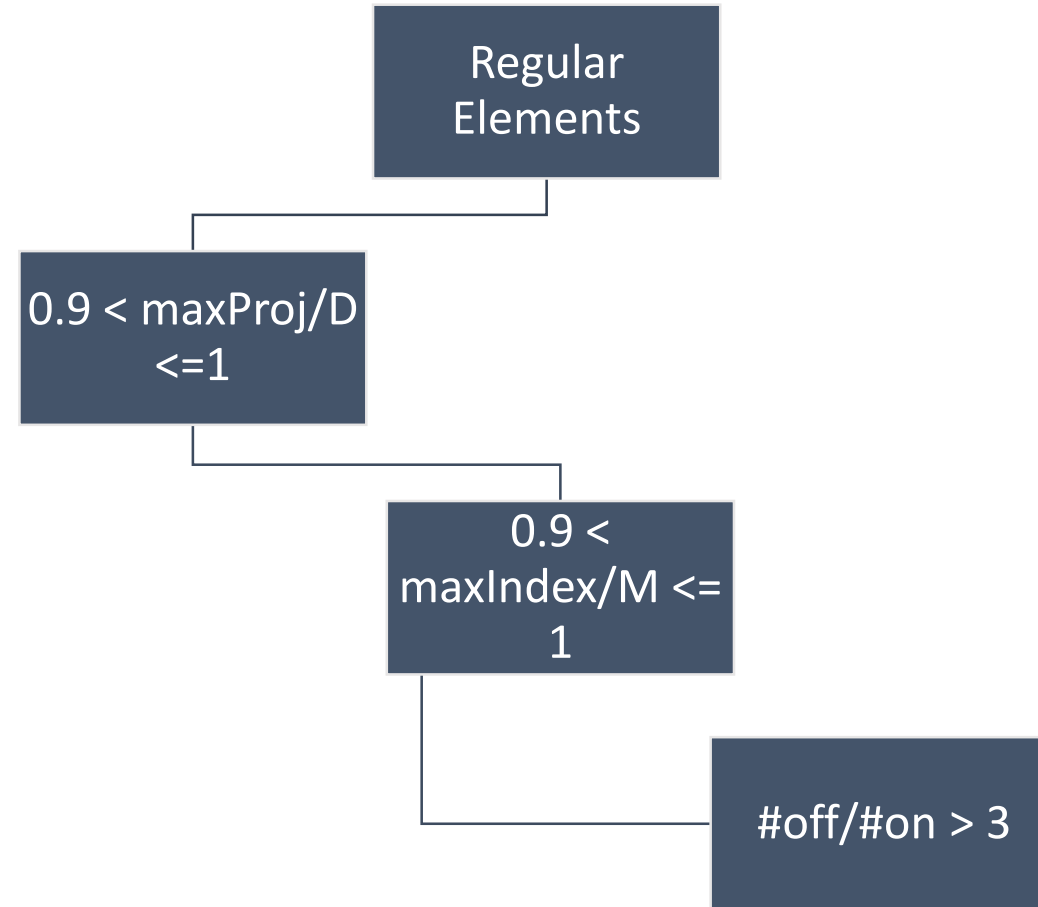 Regular
Elements
0.9 < maxProj/D
<=1
0.9 <
maxIndex/M <=
1
#off/#on > 3